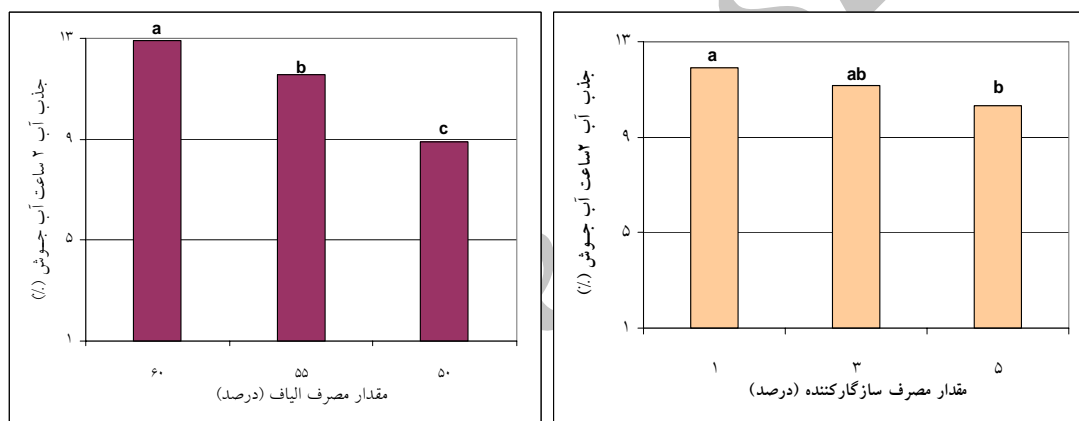 جذب آب ۲ ساعت آب جوش (٪)
۱۳
۹
۵
۱
a
b
c
۶۰ ۵۵ ۵۰
مقدار مصرف الیاف (درصد)
جذب آب ۲ساعت آب جوش (٪)
۱۳
۹
۵
۱
a
ab
b
۱ ۳ ۵
مقدار مصرف سازگارکننده (درصد)